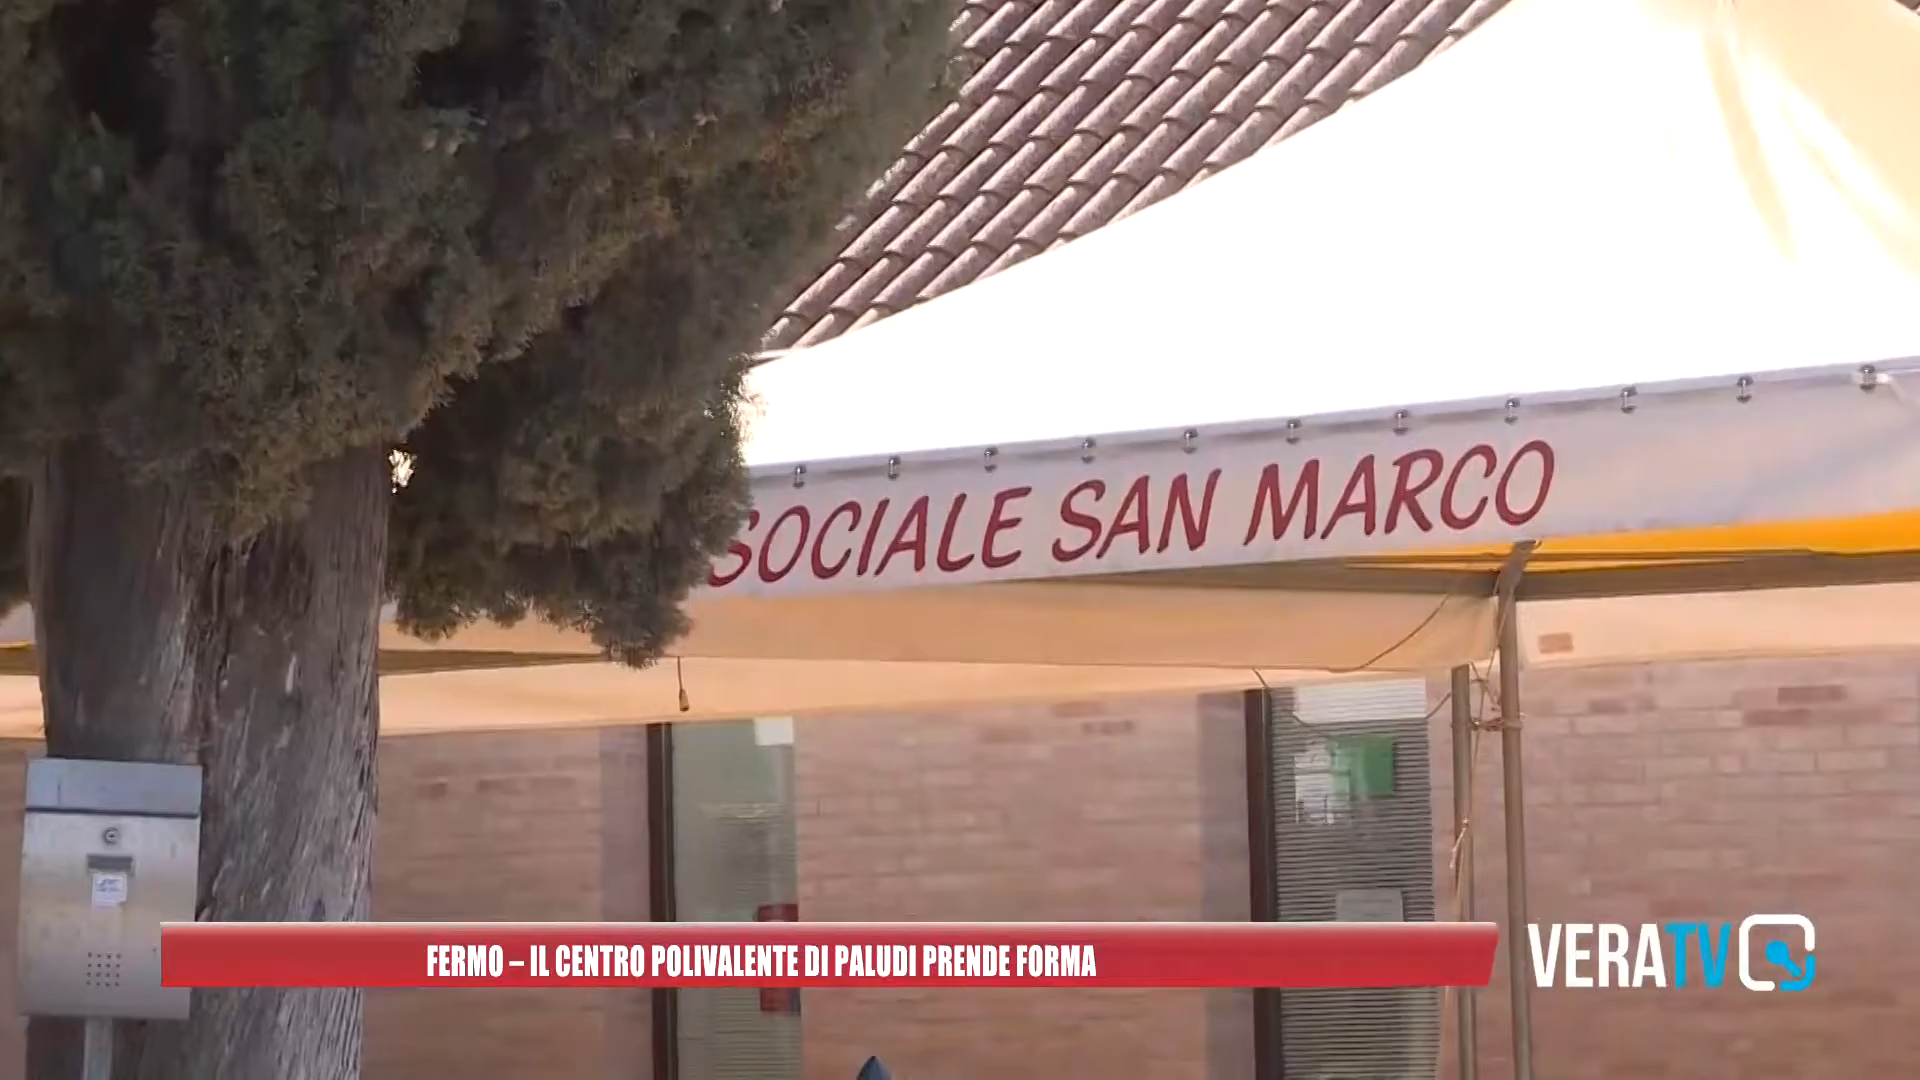 SOCIALE SAN MARCO
FERMO – IL CENTRO POLIVALENTE DI PALUDI PRENDE FORMA
VERATV